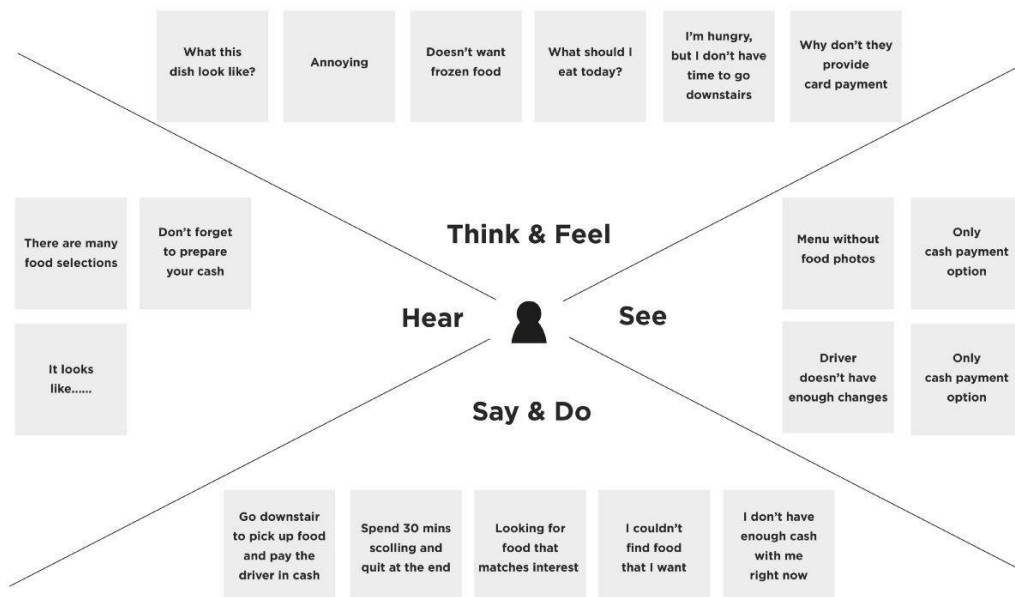 What this
dish look like?
Annoying
Doesn't want
frozen food
What should I
eat today?
I'm hungry,
but I don't have
time to go
downstairs
Why don't they
provide
card payment
Think & Feel
There are many
food selections
Don't forget
to prepare
your cash
It looks
like......
Hear
See
Menu without
food photos
Only
cash payment
option
Driver
doesn't have
enough changes
Only
cash payment
option
Say & Do
Go downstair
to pick up food
and pay the
driver in cash
Spend 30 mins
scolling and
quit at the end
Looking for
food that
matches interest
I couldn't
find food
that I want
I don't have
enough cash
with me
right now